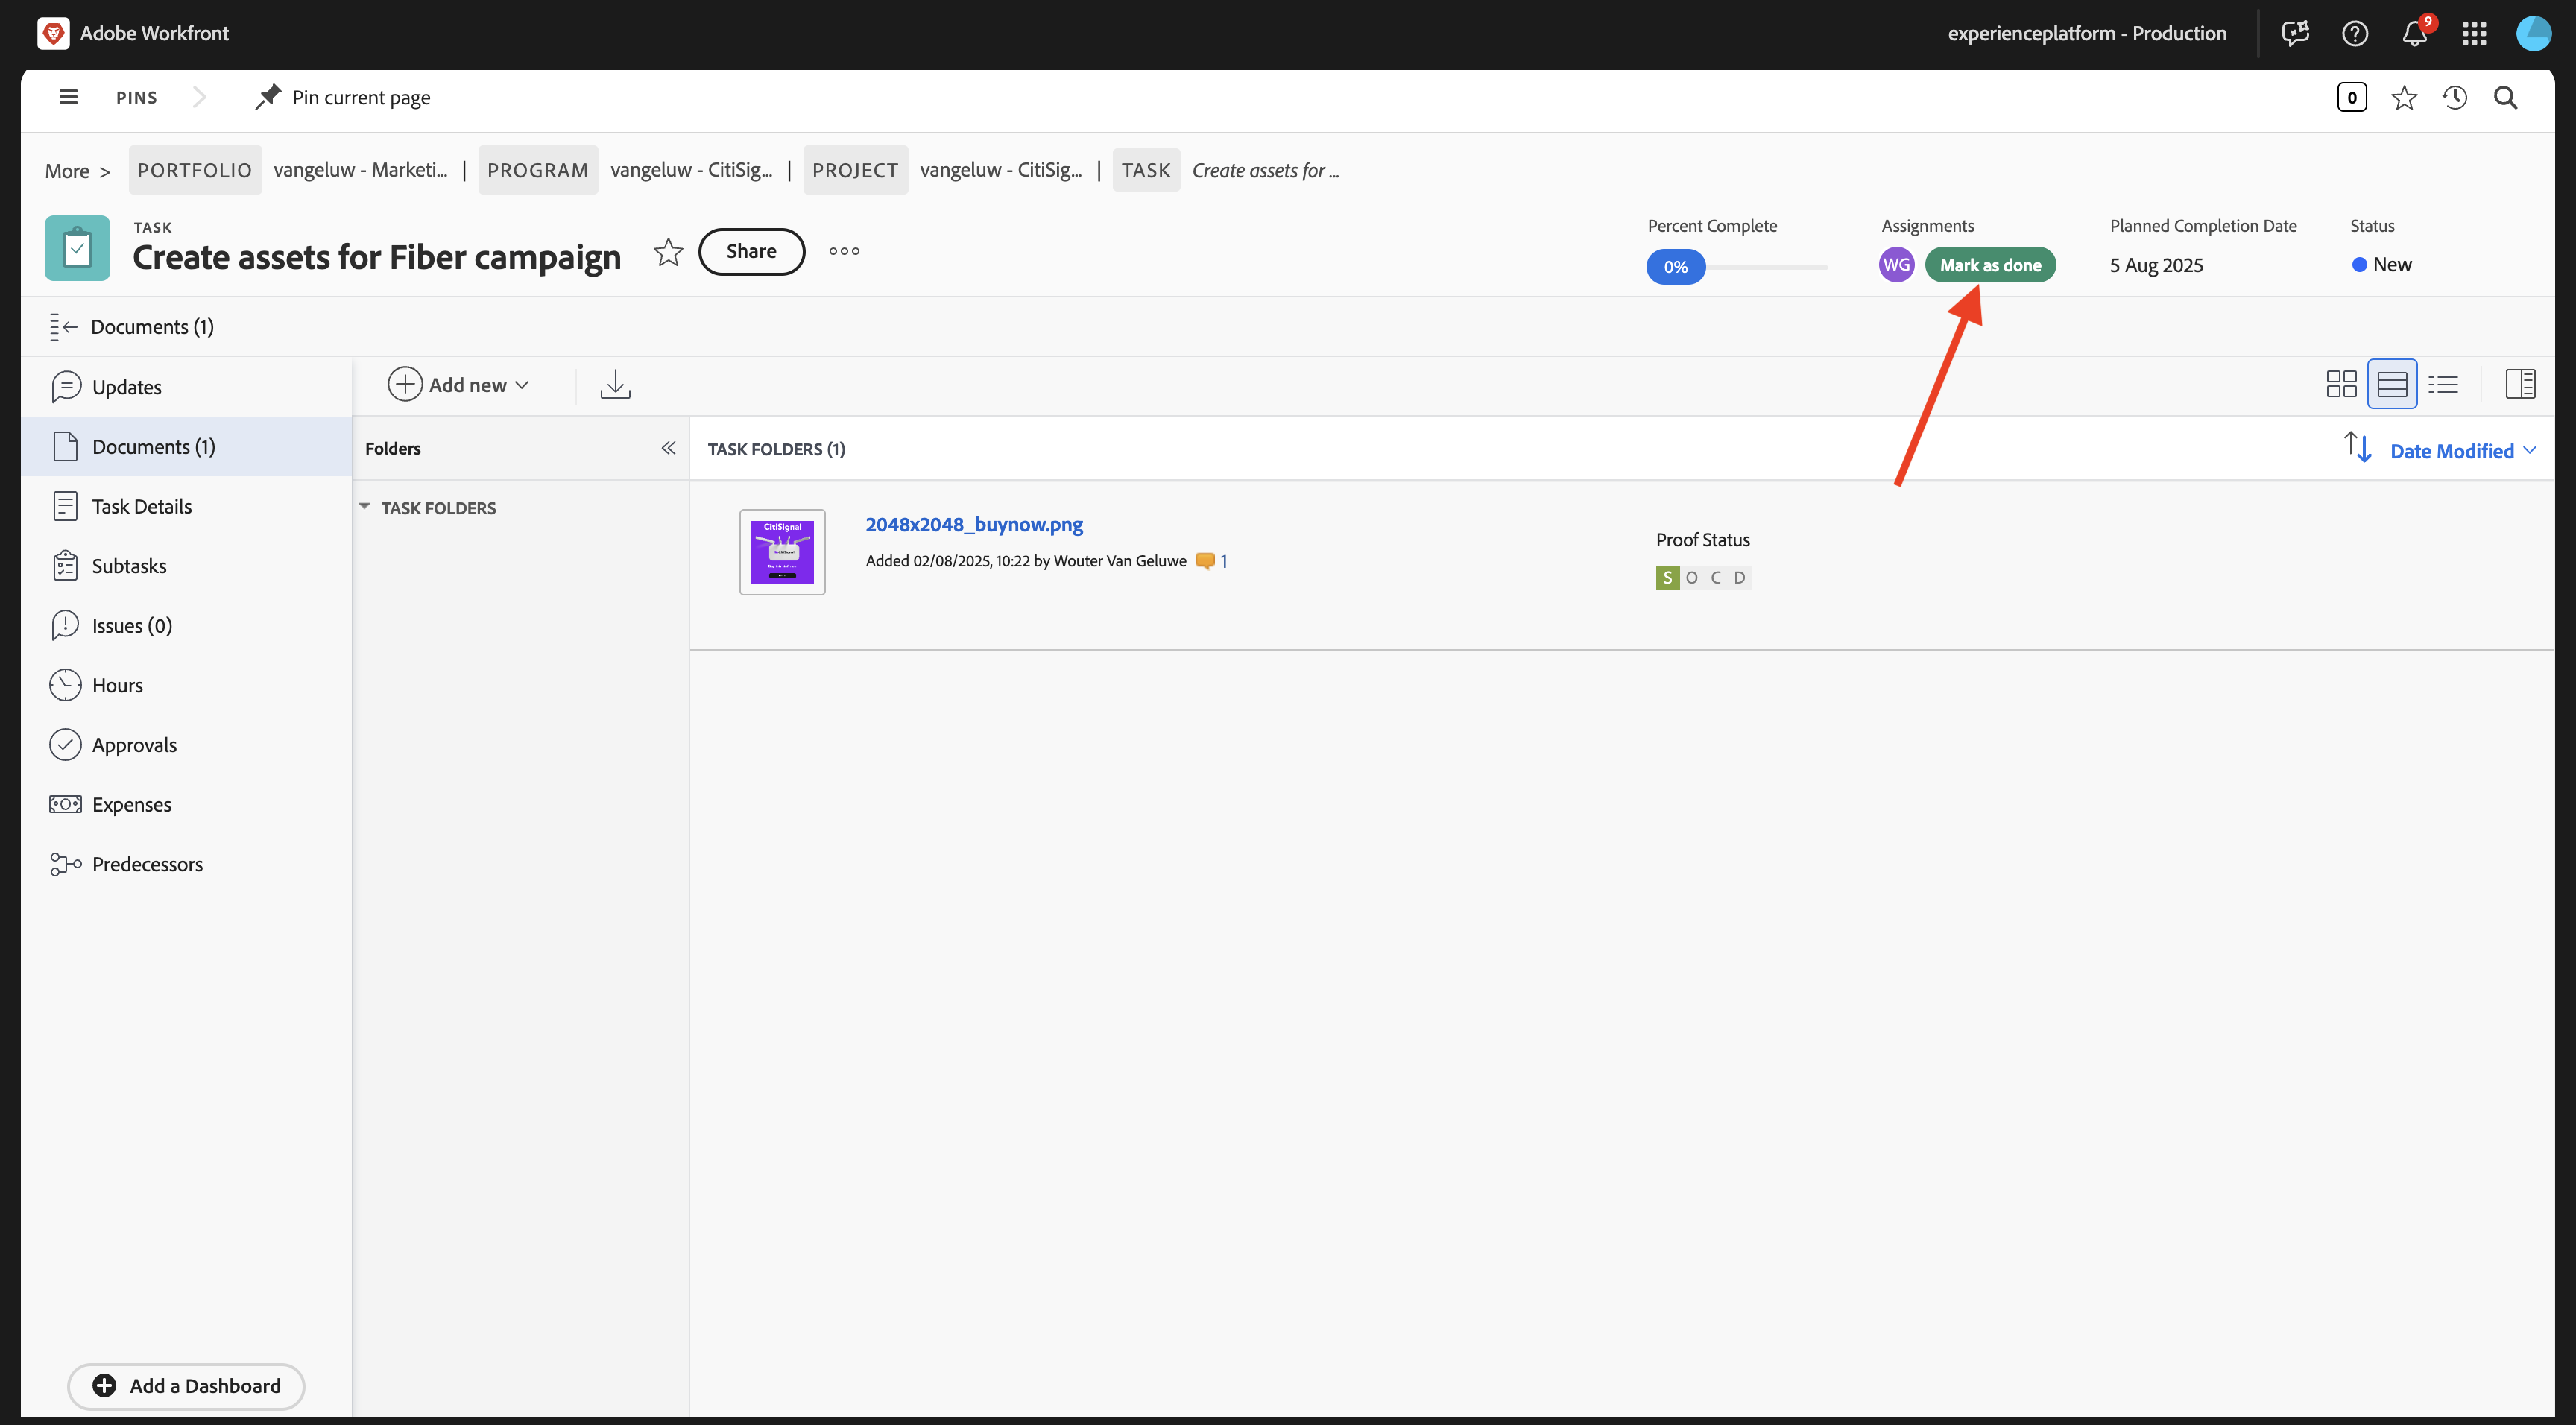 Adobe Workfront
experienceplatform - Production
9
PINS
Pin current page
0
More >
PORTFOLIO
vangeluw - Marketi...
|
PROGRAM
vangeluw - CitiSig...
|
PROJECT
vangeluw - CitiSig...
|
TASK
Create assets for ...
TASK
Create assets for Fiber campaign
Share
Percent Complete
0%
Assignments
WG
Mark as done
Planned Completion Date
5 Aug 2025
Status
New
Documents (1)
Updates
Documents (1)
Task Details
Subtasks
Issues (0)
Hours
Approvals
Expenses
Predecessors
Add a Dashboard
Add new
Folders
TASK FOLDERS
TASK FOLDERS (1)
Date Modified
CitiSignal
2048x2048_buynow.png
Added 02/08/2025, 10:22 by Wouter Van Geluwe
1
Proof Status
S O C D